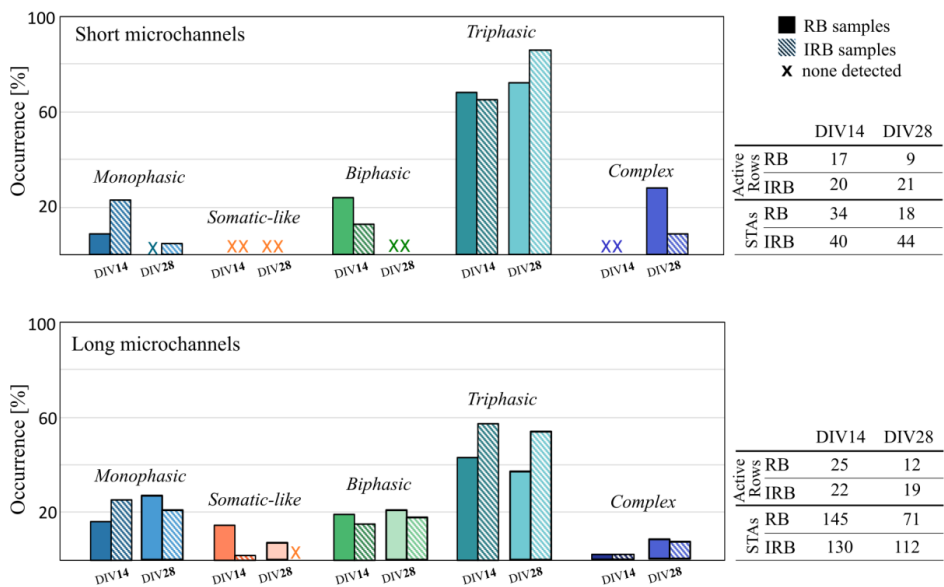 100
Short microchannels
Triphasic
RB samples
IRB samples
X none detected
Occurrence [%]
60
20
Monophasic
Somatic-like
Biphasic
Complex
X
XX XX
XX
XX
DIV14 DIV28 DIV14 DIV28 DIV14 DIV28 DIV14 DIV28 DIV14 DIV28
DIV14 DIV28
Active Rows
RB 17 9
IRB 20 21
STAs
RB 34 18
IRB 40 44
100
Long microchannels
Occurrence [%]
60
20
Triphasic
Monophasic
Somatic-like
Biphasic
Complex
X
DIV14 DIV28 DIV14 DIV28 DIV14 DIV28 DIV14 DIV28 DIV14 DIV28
DIV14 DIV28
Active Rows
RB 25 12
IRB 22 19
STAs
RB 145 71
IRB 130 112